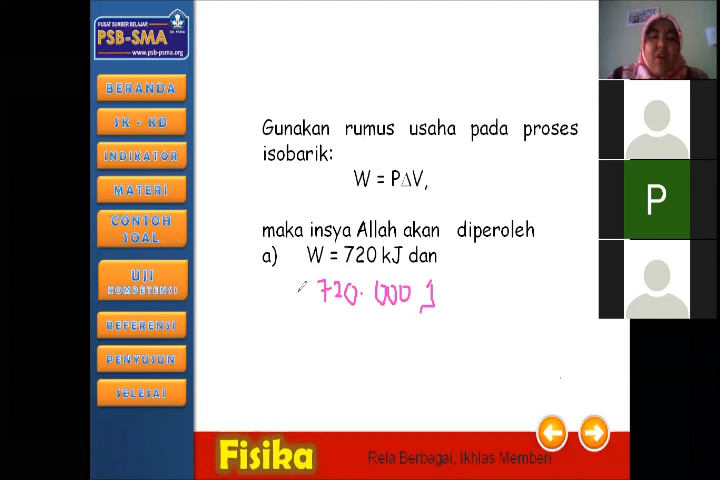 PUSAT SUMBER BELAJAR
PSB-SMA
www.psb-psma.org
BERANDA
SK - KD
INDIKATOR
MATERI
CONTOH
SOAL
UJI
KOMPETENSI
REFERENSI
PENYUSUN
SELESAI
Gunakan rumus usaha pada proses
isobarik:
W = P∆V,
maka insya Allah akan diperoleh
a) W = 720 kJ dan
720.000 J
Fisika
Rela Berbagai, Ikhlas Memberi
P